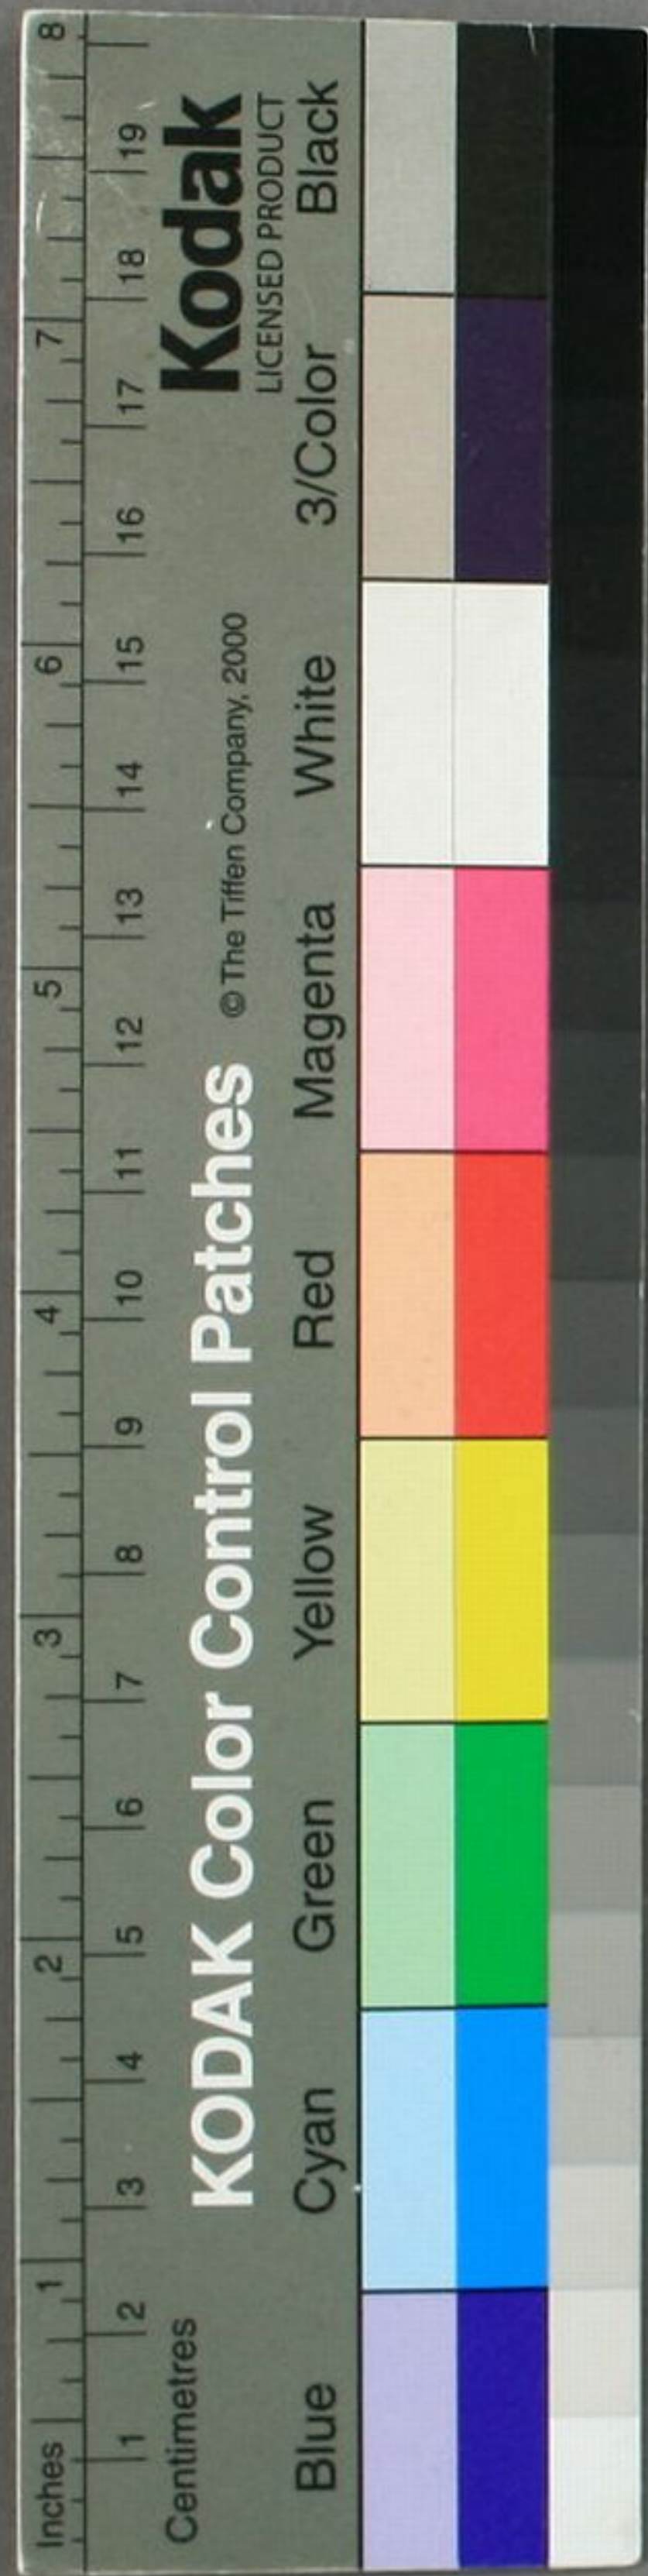 Inches 1 2 3 4 5 6 7 8
1 2 3 4 5 6 7 8 9 10 11 12 13 14 15 16 17 18 19
Centimetres
KODAK Color Control Patches © The Tiffen Company, 2000 Kodak
LICENSED PRODUCT
Blue Cyan Green Yellow Red Magenta White 3/Color Black